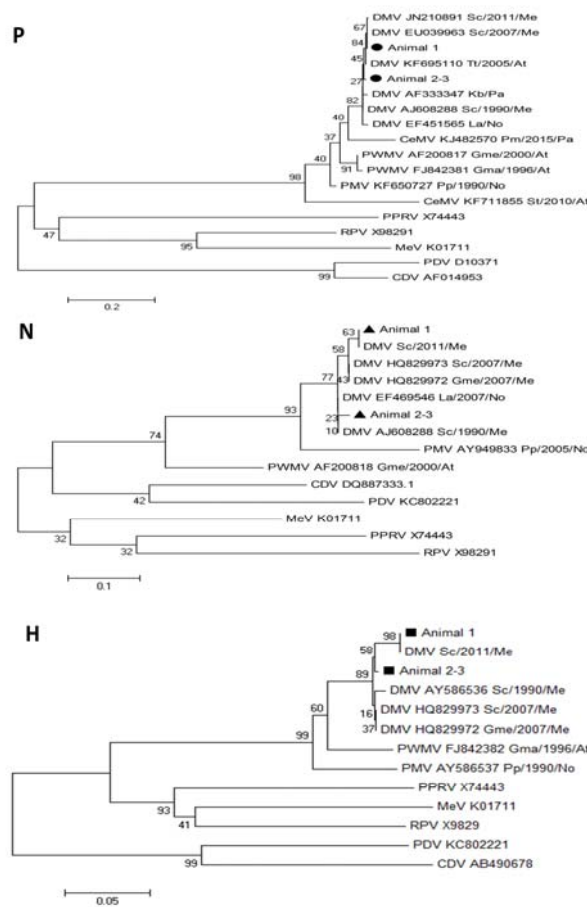 P
67
DMV JN210891 Sc/2011/Me
DMV EU039963 Sc/2007/Me
84
Animal 1
45
DMV KF695110 Tt/2005/At
27
Animal 2-3
DMV AF333347 Kb/Pa
82
DMV AJ608288 Sc/1990/Me
DMV EF451565 La/No
40
CeMV KJ482570 Pm/2015/Pa
37
PWMV AF200817 Gme/2000/At
91
PWMV FJ842381 Gma/1996/At
40
PMV KF650727 Pp/1990/No
98
CeMV KF711855 St/2010/At
PPRV X74443
47
RPV X98291
95
MeV K01711
PDV D10371
99
CDV AF014953
0.2
N
63
Animal 1
DMV Sc/2011/Me
58
DMV HQ829973 Sc/2007/Me
43
DMV HQ829972 Gme/2007/Me
77
DMV EF469546 La/2007/No
93
23
Animal 2-3
10
DMV AJ608288 Sc/1990/Me
74
PMV AY949833 Pp/2005/No
PWMV AF200818 Gme/2000/At
CDV DQ887333.1
42
PDV KC802221
MeV K01711
32
PPRV X74443
32
RPV X98291
0.1
H
98
Animal 1
DMV Sc/2011/Me
58
Animal 2-3
89
DMV AY586536 Sc/1990/Me
16
DMV HQ829973 Sc/2007/Me
37
DMV HQ829972 Gme/2007/Me
60
PWMV FJ842382 Gma/1996/At
99
PMV AY586537 Pp/1990/No
PPRV X74443
93
MeV K01711
41
RPV X9829
PDV KC802221
99
CDV AB490678
0.05